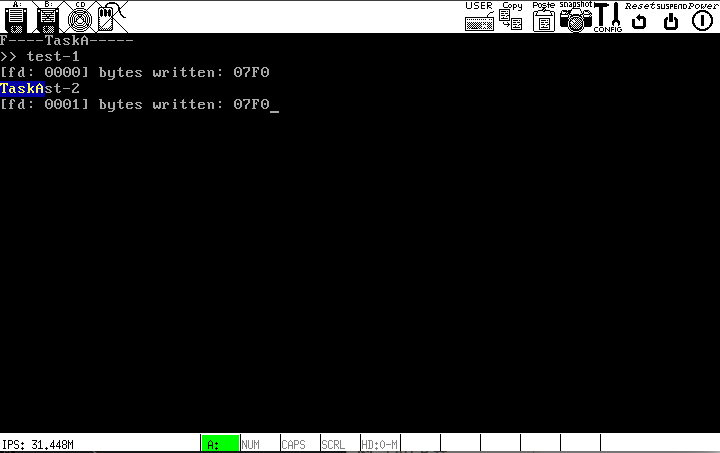 A: B: CD USER Copy Paste snapshot CONFIG Reset SUSPEND Power
F----TaskA-----
>> test-1
[fd: 0000] bytes written: 07F0
TaskAst-2
[fd: 0001] bytes written: 07F0_
IPS: 31.448M A: NUM CAPS SCRL HD:0-M